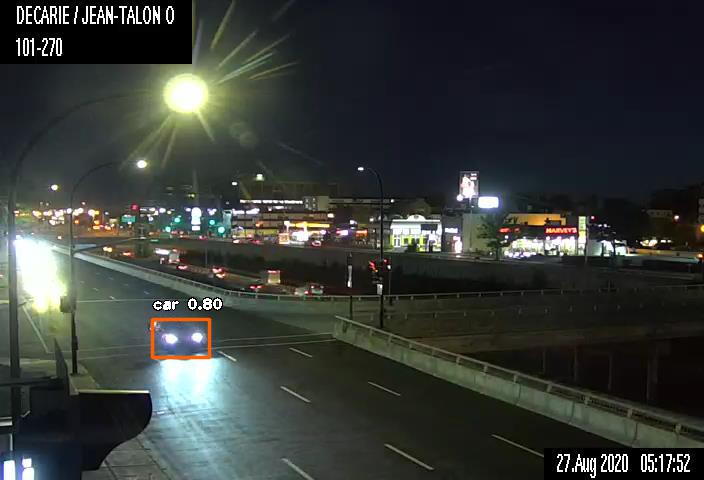 DECARIE / JEAN-TALON O
101-270
car 0.80
HARVEY'S
27.Aug 2020 05:17:52